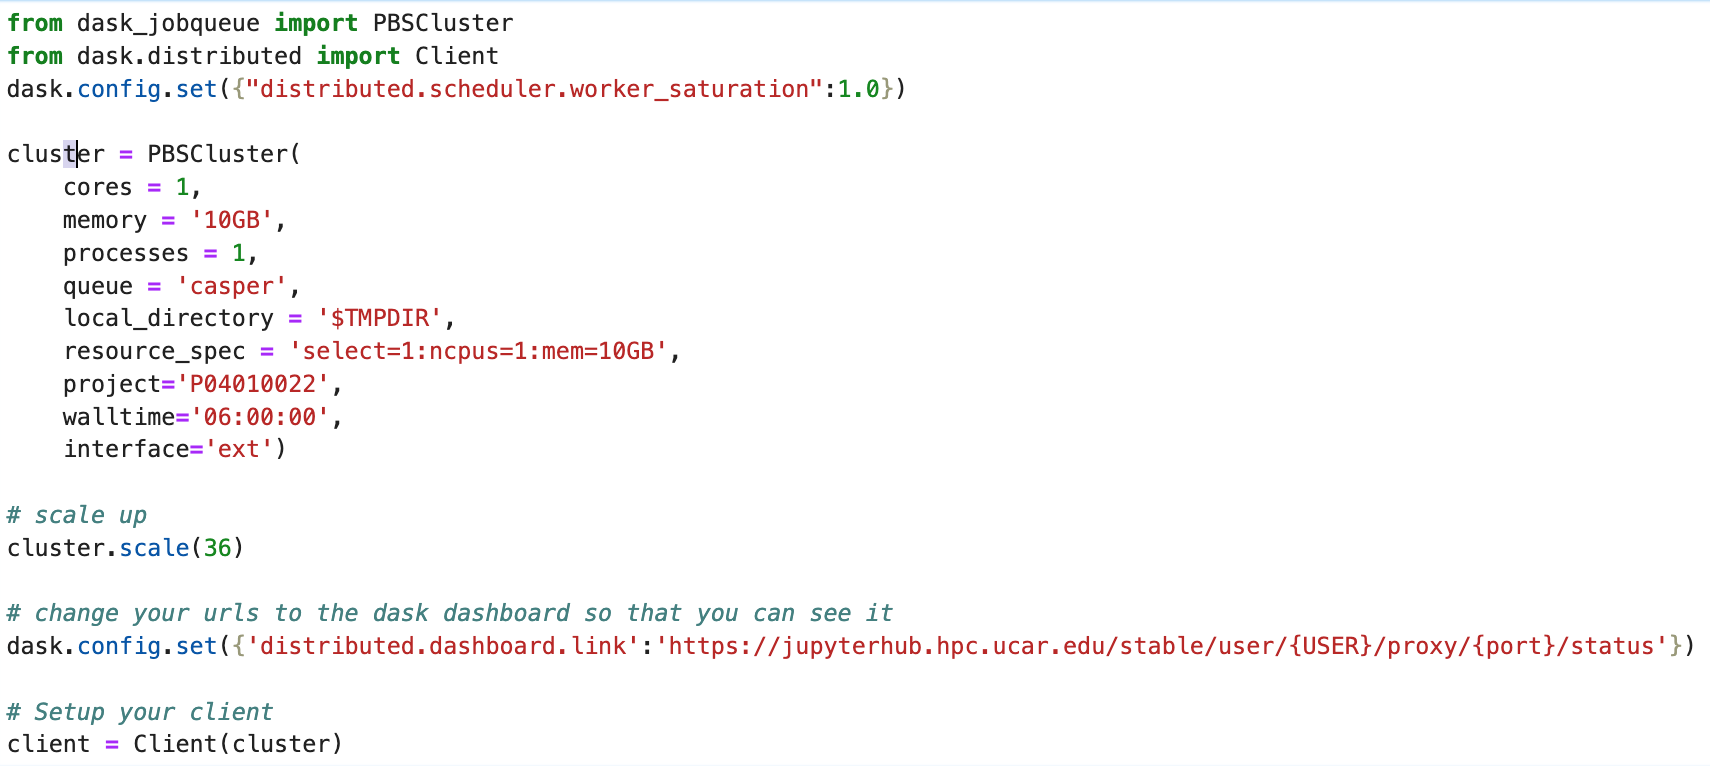 from dask_jobqueue import PBSCluster
from dask.distributed import Client
dask.config.set({"distributed.scheduler.worker_saturation":1.0})

cluster = PBSCluster(
    cores = 1,
    memory = '10GB',
    processes = 1,
    queue = 'casper',
    local_directory = '$TMPDIR',
    resource_spec = 'select=1:ncpus=1:mem=10GB',
    project='P04010022',
    walltime='06:00:00',
    interface='ext')

# scale up
cluster.scale(36)

# change your urls to the dask dashboard so that you can see it
dask.config.set({'distributed.dashboard.link':'https://jupyterhub.hpc.ucar.edu/stable/user/{USER}/proxy/{port}/status'})

# Setup your client
client = Client(cluster)